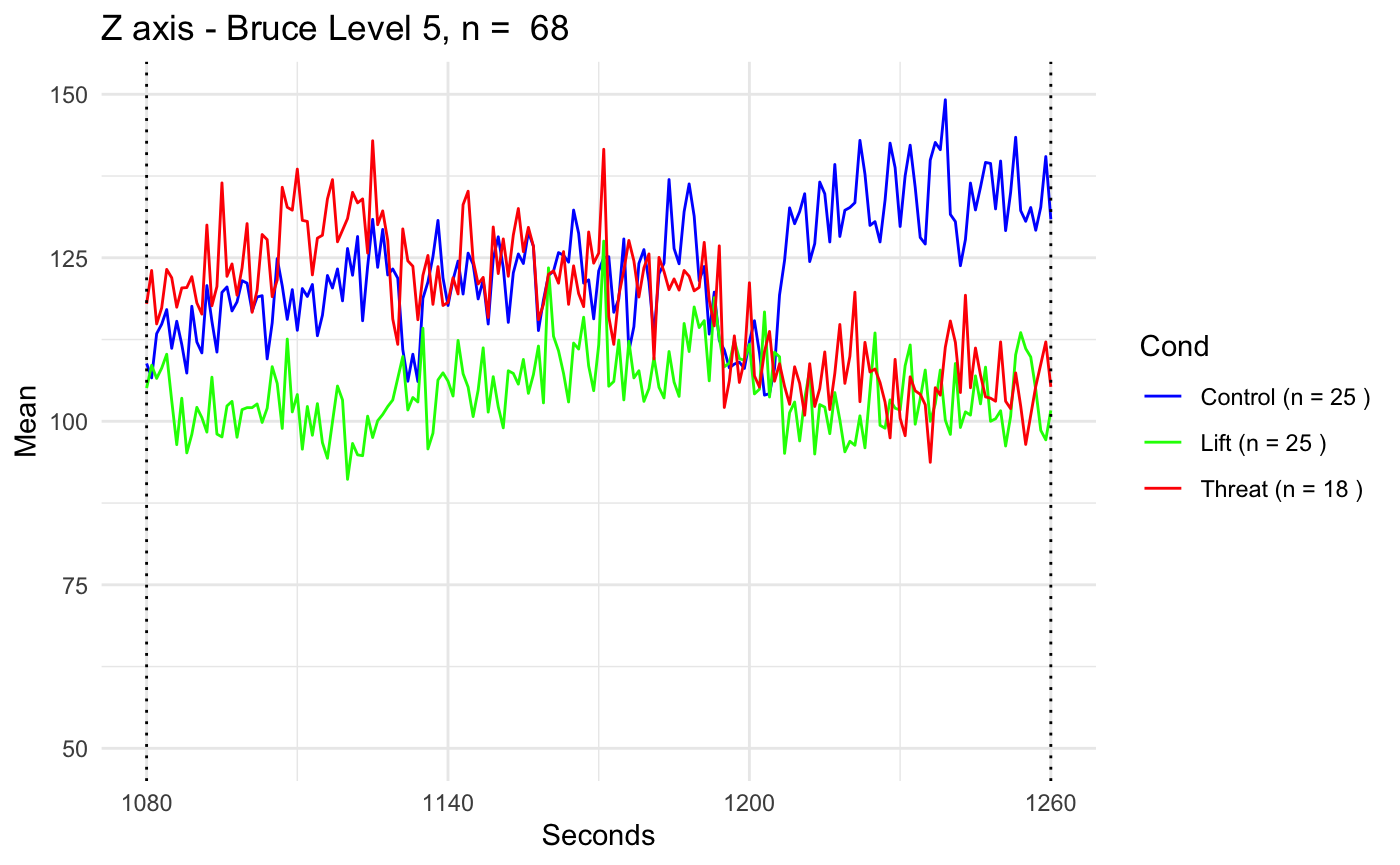 Z axis - Bruce Level 5, n =  68
150
125
100
75
50
Mean
1080
1140
1200
1260
Seconds
Cond
Control (n = 25 )
Lift (n = 25 )
Threat (n = 18 )